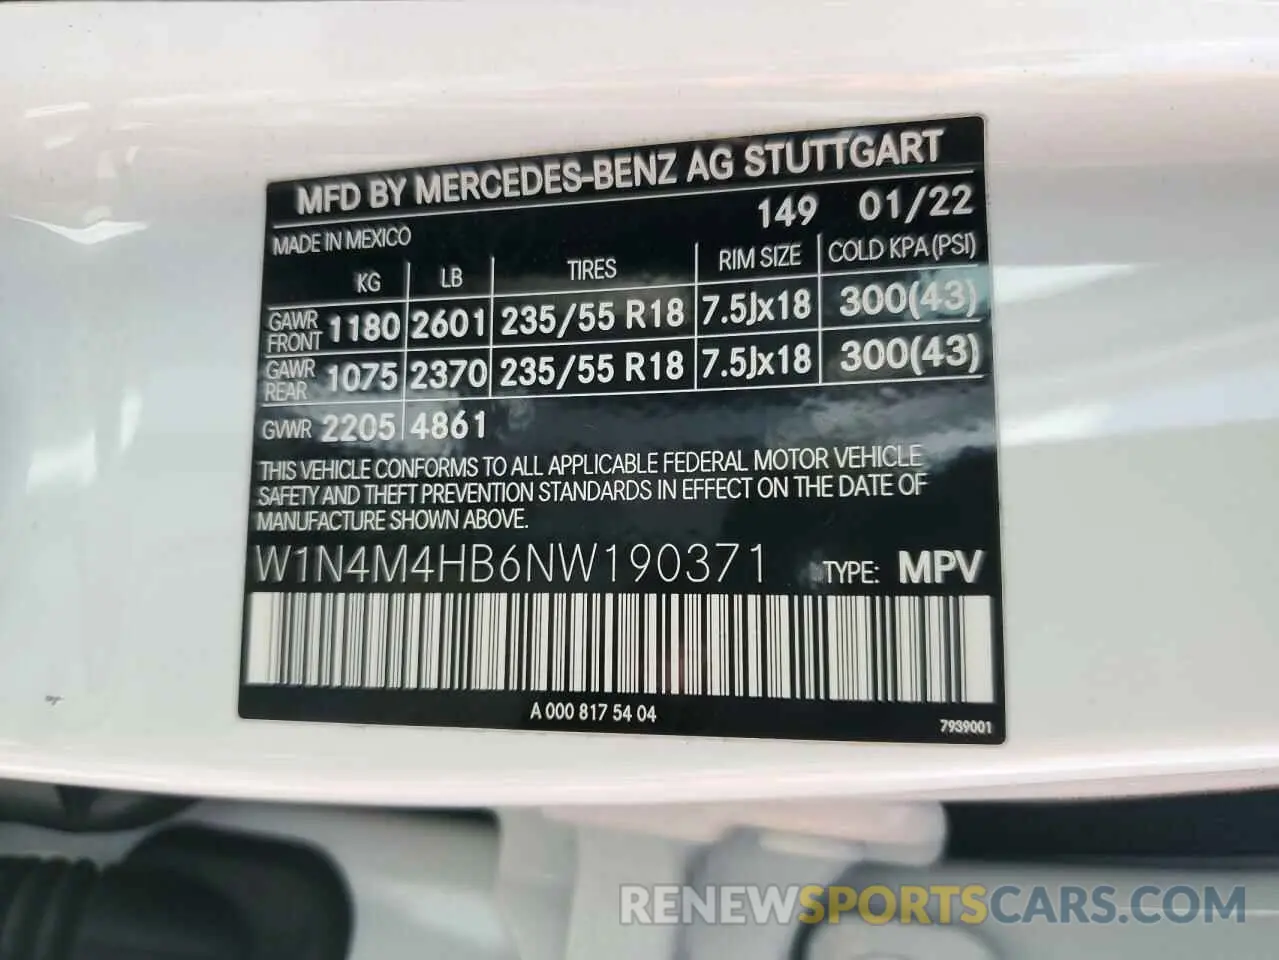 MFD BY MERCEDES-BENZ AG STUTTGART
149 01/22
MADE IN MEXICO
KG LB TIRES RIM SIZE COLD KPA (PSI)
GAWR FRONT 1180 2601 235/55 R18 7.5Jx18 300(43)
GAWR REAR 1075 2370 235/55 R18 7.5Jx18 300(43)
GVWR 2205 4861
THIS VEHICLE CONFORMS TO ALL APPLICABLE FEDERAL MOTOR VEHICLE
SAFETY AND THEFT PREVENTION STANDARDS IN EFFECT ON THE DATE OF
MANUFACTURE SHOWN ABOVE.
W1N4M4HB6NW190371 TYPE: MPV
A 000 817 54 04
7939001
RENEWSPORTSCARS.COM